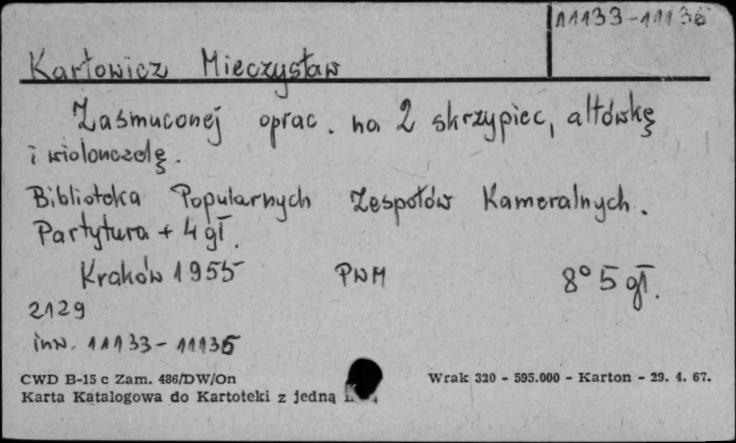 11133-11136
Karłowicz Mieczysław
Zaśmuconej oprac. na 2 skrzypiec, altówkę
i wiolonczelę.
Biblioteka Popularnych Zespołów Kameralnych.
Partytura + 4 gł.
Kraków 1955 PWM 8° 5 gł.
2129
inw. 11133-11136
CWD B-15 c Zam. 486/DW/On Wrak 320 - 595.000 - Karton - 29. 4. 67.
Karta Katalogowa do Kartoteki z jedną